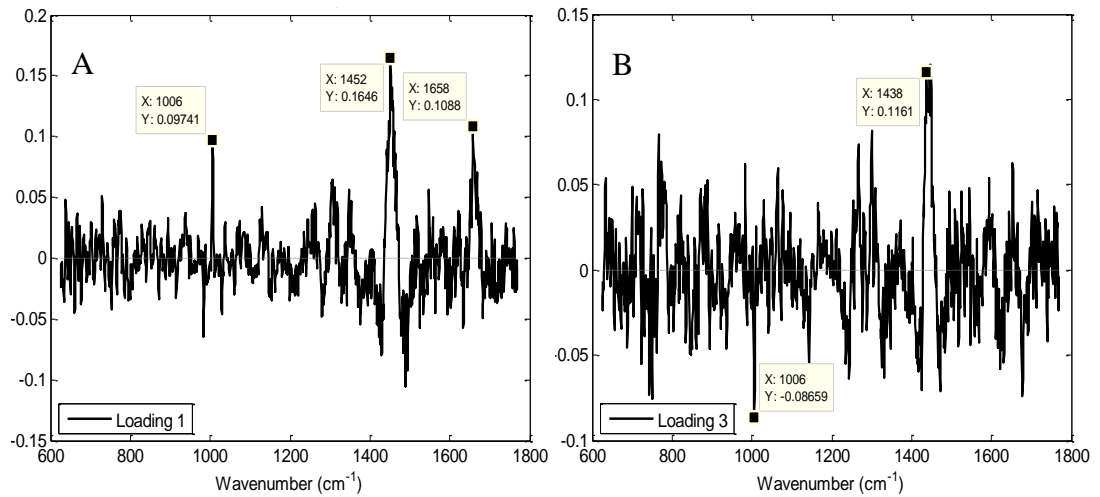 A
0.2
0.15
0.1
0.05
0
-0.05
-0.1
-0.15
600 800 1000 1200 1400 1600 1800
Wavenumber (cm-1)
X: 1006
Y: 0.09741
X: 1452
Y: 0.1646
X: 1658
Y: 0.1088
Loading 1
B
0.15
0.1
0.05
0
-0.05
-0.1
600 800 1000 1200 1400 1600 1800
Wavenumber (cm-1)
X: 1438
Y: 0.1161
X: 1006
Y: -0.08659
Loading 3